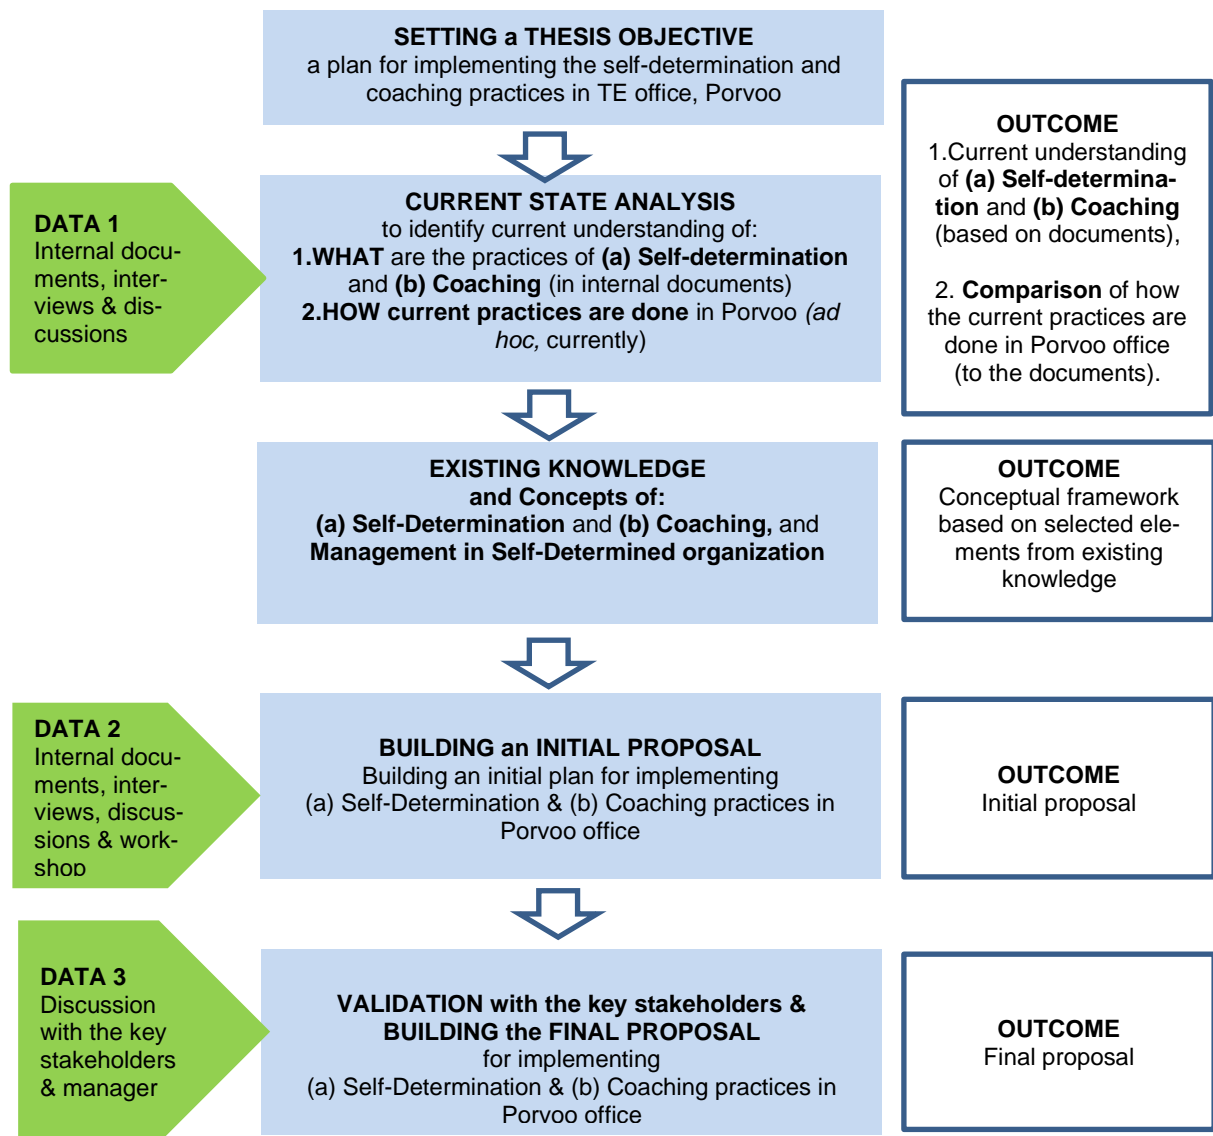 SETTING a THESIS OBJECTIVE
a plan for implementing the self-determination and
coaching practices in TE office, Porvoo
DATA 1
Internal docu-
ments, inter-
views & dis-
cussions
CURRENT STATE ANALYSIS
to identify current understanding of:
1.WHAT are the practices of (a) Self-determination
and (b) Coaching (in internal documents)
2.HOW current practices are done in Porvoo (ad
hoc, currently)
OUTCOME
1.Current understanding
of (a) Self-determina-
tion and (b) Coaching
(based on documents),
2. Comparison of how
the current practices are
done in Porvoo office
(to the documents).
EXISTING KNOWLEDGE
and Concepts of:
(a) Self-Determination and (b) Coaching, and
Management in Self-Determined organization
OUTCOME
Conceptual framework
based on selected ele-
ments from existing
knowledge
DATA 2
Internal docu-
ments, inter-
views, discus-
sions & work-
shop
BUILDING an INITIAL PROPOSAL
Building an initial plan for implementing
(a) Self-Determination & (b) Coaching practices in
Porvoo office
OUTCOME
Initial proposal
DATA 3
Discussion
with the key
stakeholders
& manager
VALIDATION with the key stakeholders &
BUILDING the FINAL PROPOSAL
for implementing
(a) Self-Determination & (b) Coaching practices in
Porvoo office
OUTCOME
Final proposal